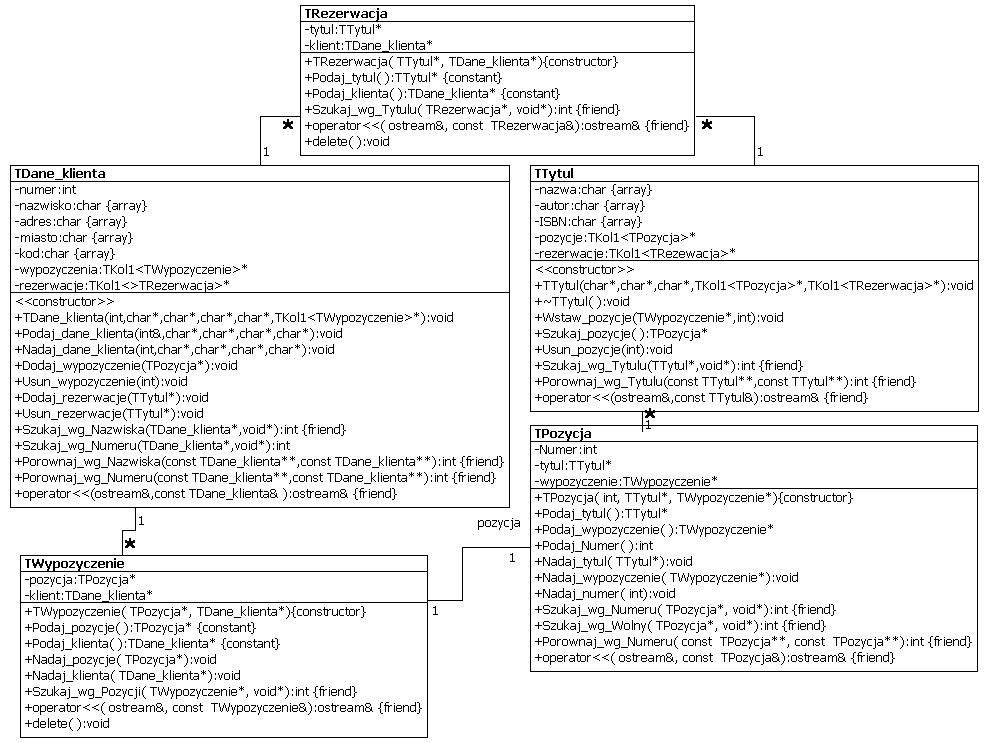 TRezerwacja
-tytul:TTytul*
-klient:TDane_klienta*
+TRezerwacja( TTytul*, TDane_klienta*){constructor}
+Podaj_tytul( ):TTytul* {constant}
+Podaj_klienta( ):TDane_klienta* {constant}
+Szukaj_wg_Tytulu( TRezerwacja*, void*):int {friend}
+operator<<( ostream&, const TRezerwacja&):ostream& {friend}
+delete( ):void
*
*
1
1
TDane_klienta
-numer:int
-nazwisko:char {array}
-adres:char {array}
-miasto:char {array}
-kod:char {array}
-wypozyczenia:TKol1<TWypozyczenie>*
-rezerwacje:TKol1<>TRezerwacja>*
<<constructor>>
+TDane_klienta(int,char*,char*,char*,char*,TKol1<TWypozyczenie>*):void
+Podaj_dane_klienta(int&,char*,char*,char*,char*):void
+Nadaj_dane_klienta(int,char*,char*,char*,char*):void
+Dodaj_wypozyczenie(TPozycja*):void
+Usun_wypozyczenie(int):void
+Dodaj_rezerwacje(TTytul*):void
+Usun_rezerwacje(TTytul*):void
+Szukaj_wg_Nazwiska(TDane_klienta*,void*):int {friend}
+Szukaj_wg_Numeru(TDane_klienta*,void*):int
+Porownaj_wg_Nazwiska(const TDane_klienta**,const TDane_klienta**):int {friend}
+Porownaj_wg_Numeru(const TDane_klienta**,const TDane_klienta**):int {friend}
+operator<<(ostream&,const TDane_klienta& ):ostream& {friend}
TTytul
-nazwa:char {array}
-autor:char {array}
-ISBN:char {array}
-pozycje:TKol1<TPozycja>*
-rezerwacje:TKol1<TRezewacja>*
<<constructor>>
+TTytul(char*,char*,char*,TKol1<TPozycja>*,TKol1<TRezerwacja>*):void
+~TTytul( ):void
+Wstaw_pozycje(TWypozyczenie*,int):void
+Szukaj_pozycje( ):TPozycja*
+Usun_pozycje(int):void
+Szukaj_wg_Tytulu(TTytul*,void*):int {friend}
+Porownaj_wg_Tytulu(const TTytul**,const TTytul**):int {friend}
+operator<<(ostream&,const TTytul&):ostream& {friend}
*
1
TPozycja
-Numer:int
-tytul:TTytul*
-wypozyczenie:TWypozyczenie*
+TPozycja( int, TTytul*, TWypozyczenie*){constructor}
+Podaj_tytul( ):TTytul*
+Podaj_wypozyczenie( ):TWypozyczenie*
+Podaj_Numer( ):int
+Nadaj_tytul( TTytul*):void
+Nadaj_wypozyczenie( TWypozyczenie*):void
+Nadaj_numer( int):void
+Szukaj_wg_Numeru( TPozycja*, void*):int {friend}
+Szukaj_wg_Wolny( TPozycja*, void*):int {friend}
+Porownaj_wg_Numeru( const TPozycja**, const TPozycja**):int {friend}
+operator<<( ostream&, const TPozycja&):ostream& {friend}
1
*
pozycja
1
1
TWypozyczenie
-pozycja:TPozycja*
-klient:TDane_klienta*
+TWypozyczenie( TPozycja*, TDane_klienta*){constructor}
+Podaj_pozycje( ):TPozycja* {constant}
+Podaj_klienta( ):TDane_klienta* {constant}
+Nadaj_pozycje( TPozycja*):void
+Nadaj_klienta( TDane_klienta*):void
+Szukaj_wg_Pozycji( TWypozyczenie*, void*):int {friend}
+operator<<( ostream&, const TWypozyczenie&):ostream& {friend}
+delete( ):void